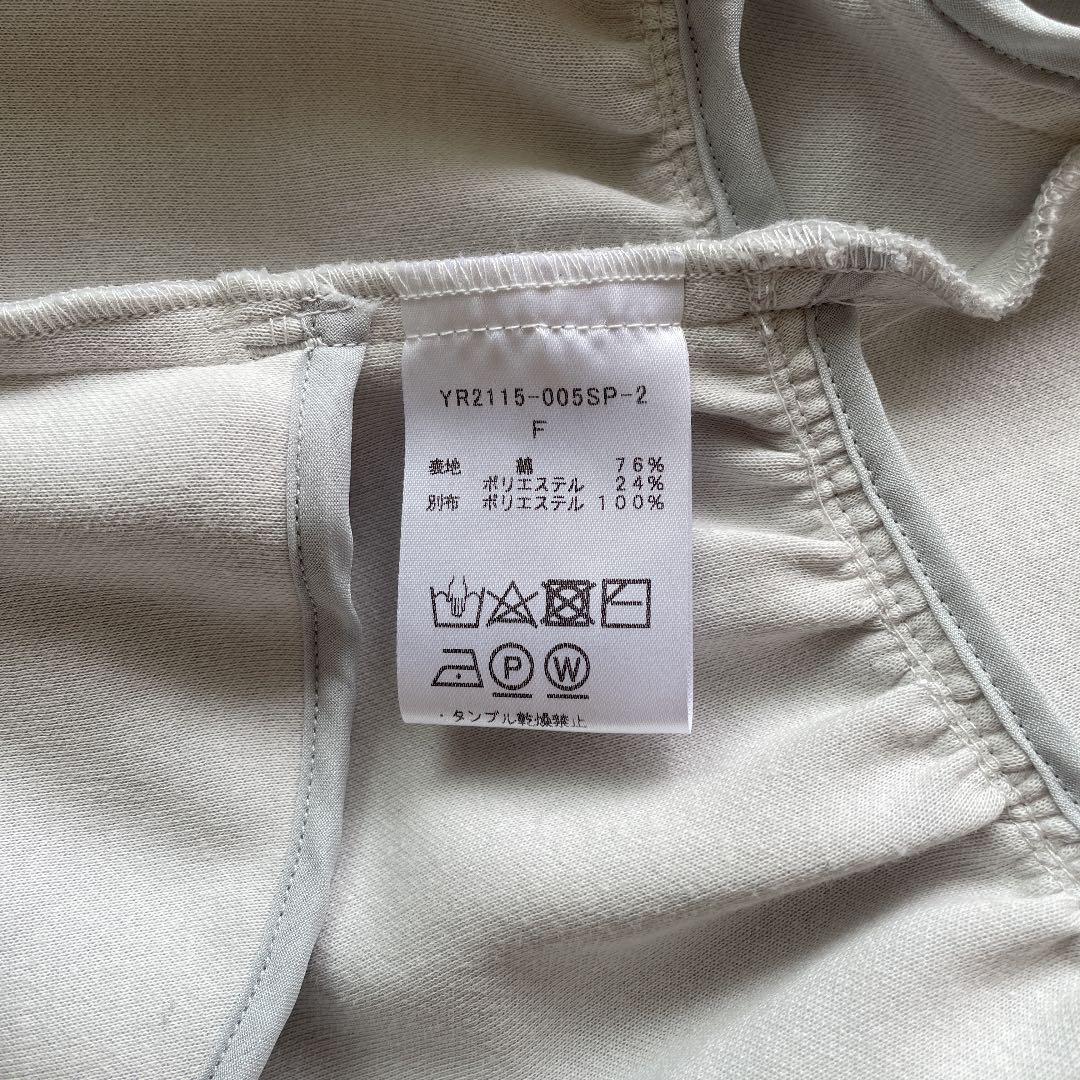 YR2115-005SP-2
F
表地 綿 76%
ポリエステル 24%
別布 ポリエステル 100%
P W
・タンブル乾燥禁止